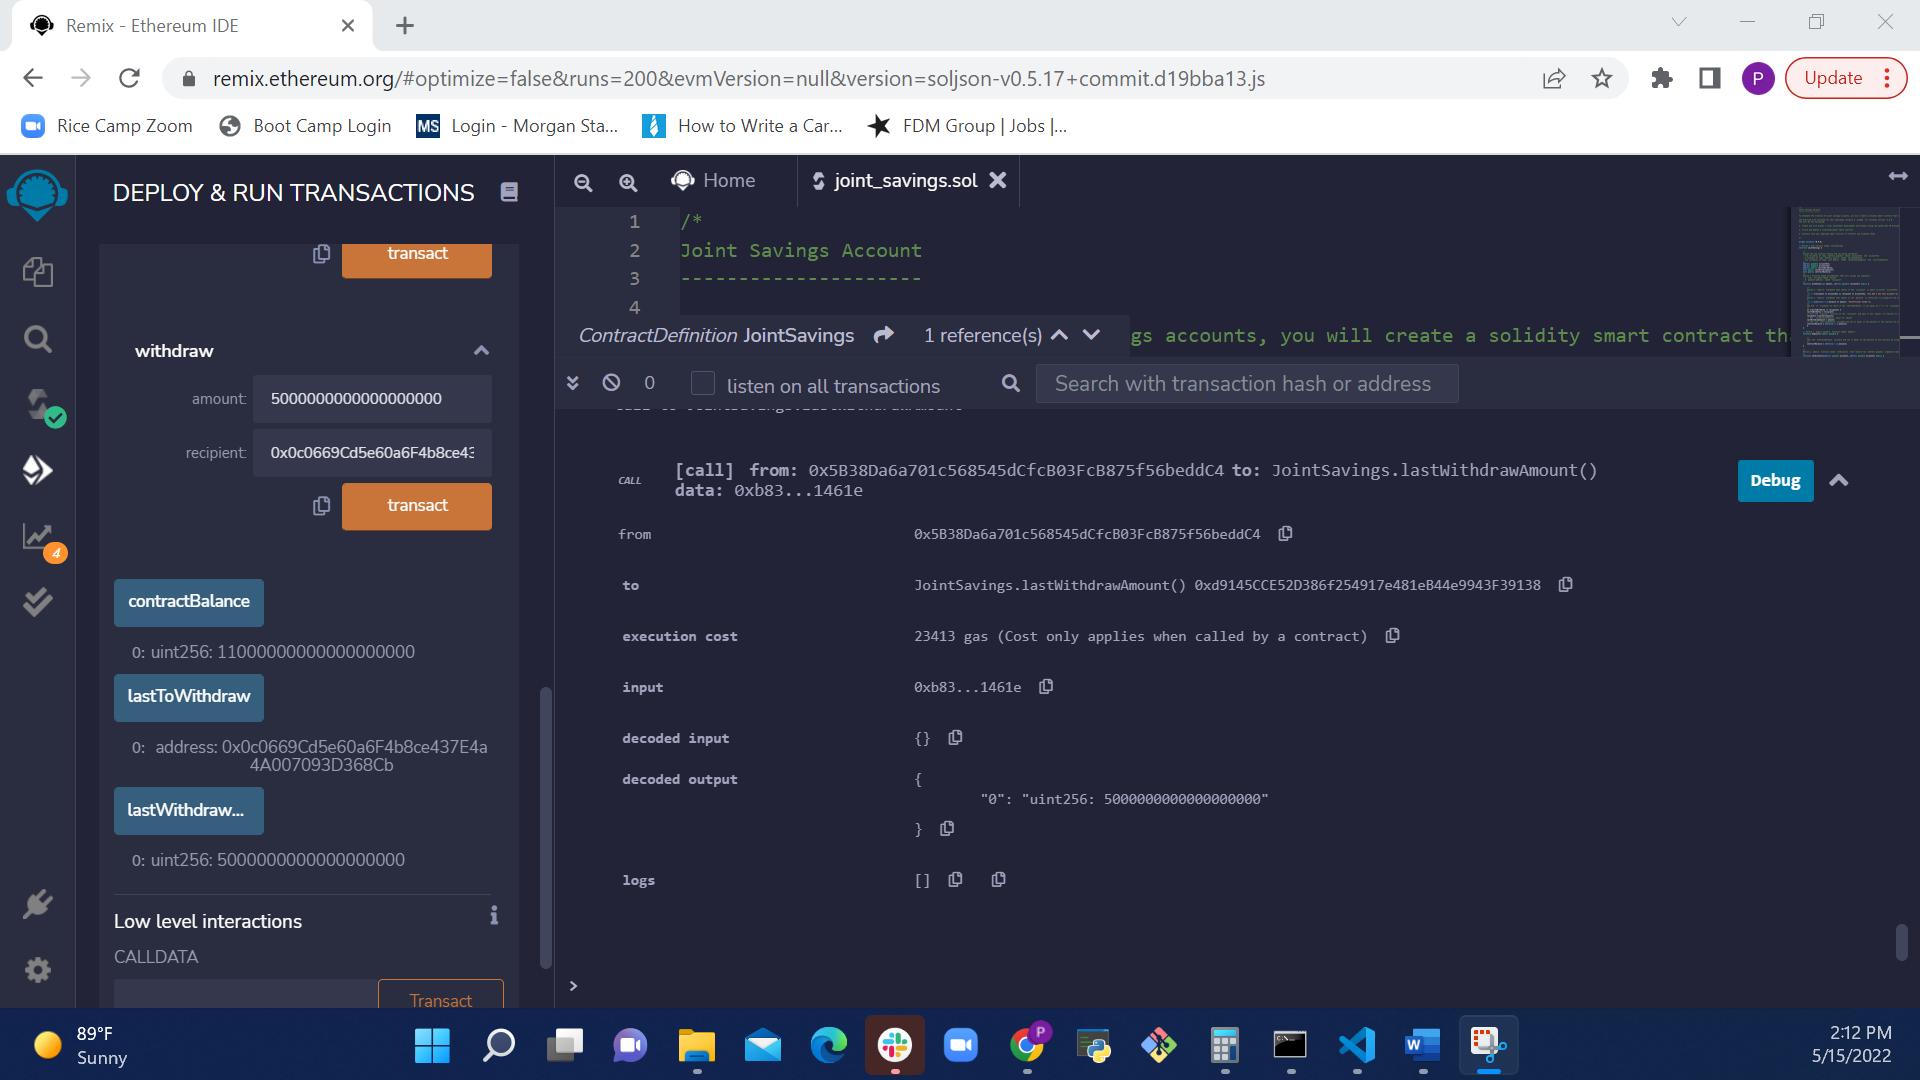 Remix - Ethereum IDE
remix.ethereum.org/#optimize=false&runs=200&evmVersion=null&version=soljson-v0.5.17+commit.d19bba13.js
P
Update
Rice Camp Zoom
Boot Camp Login
MS Login - Morgan Sta...
How to Write a Car...
FDM Group | Jobs |...
DEPLOY & RUN TRANSACTIONS
Home
joint_savings.sol
transact
1 /*
2 Joint Savings Account
3 ---------------------
4
ContractDefinition JointSavings 1 reference(s)
gs accounts, you will create a solidity smart contract th
withdraw
0 listen on all transactions
Search with transaction hash or address
amount: 5000000000000000000
recipient: 0x0c0669Cd5e60a6F4b8ce43
transact
CALL [call] from: 0x5B38Da6a701c568545dCfcB03FcB875f56beddC4 to: JointSavings.lastWithdrawAmount()
data: 0xb83...1461e
Debug
from 0x5B38Da6a701c568545dCfcB03FcB875f56beddC4
to JointSavings.lastWithdrawAmount() 0xd9145CCE52D386f254917e481eB44e9943F39138
execution cost 23413 gas (Cost only applies when called by a contract)
input 0xb83...1461e
decoded input {}
decoded output {
"0": "uint256: 5000000000000000000"
}
logs []
4
contractBalance
0: uint256: 11000000000000000000
lastToWithdraw
0: address: 0x0c0669Cd5e60a6F4b8ce437E4a
4A007093D368Cb
lastWithdraw...
0: uint256: 5000000000000000000
Low level interactions
i
CALLDATA
Transact
>
89°F
Sunny
P
2:12 PM
5/15/2022